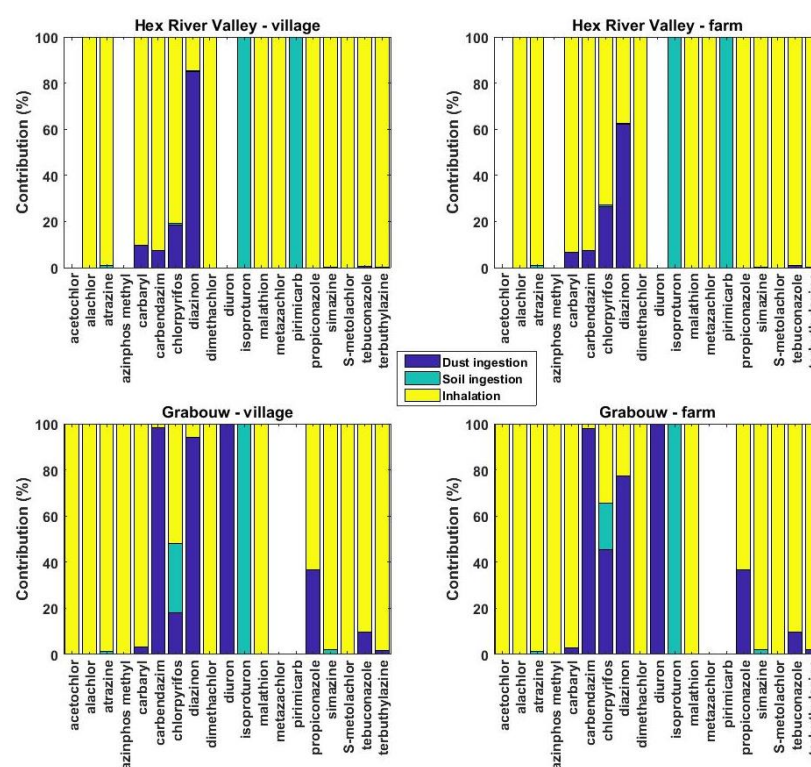 Hex River Valley - village
Contribution (%)
100
80
60
40
20
0
acetochlor
alachlor
atrazine
azinphos methyl
carbaryl
carbendazim
chlorpyrifos
diazinon
dimethachlor
diuron
isoproturon
malathion
metazachlor
pirimicarb
propiconazole
simazine
S-metolachlor
tebuconazole
terbuthylazine
Hex River Valley - farm
Contribution (%)
100
80
60
40
20
0
acetochlor
alachlor
atrazine
azinphos methyl
carbaryl
carbendazim
chlorpyrifos
diazinon
dimethachlor
diuron
isoproturon
malathion
metazachlor
pirimicarb
propiconazole
simazine
S-metolachlor
tebuconazole
Dust ingestion
Soil ingestion
Inhalation
Grabouw - village
Contribution (%)
100
80
60
40
20
0
acetochlor
alachlor
atrazine
azinphos methyl
carbaryl
carbendazim
chlorpyrifos
diazinon
dimethachlor
diuron
isoproturon
malathion
metazachlor
pirimicarb
propiconazole
simazine
S-metolachlor
tebuconazole
terbuthylazine
Grabouw - farm
Contribution (%)
100
80
60
40
20
0
acetochlor
alachlor
atrazine
azinphos methyl
carbaryl
carbendazim
chlorpyrifos
diazinon
dimethachlor
diuron
isoproturon
malathion
metazachlor
pirimicarb
propiconazole
simazine
S-metolachlor
tebuconazole